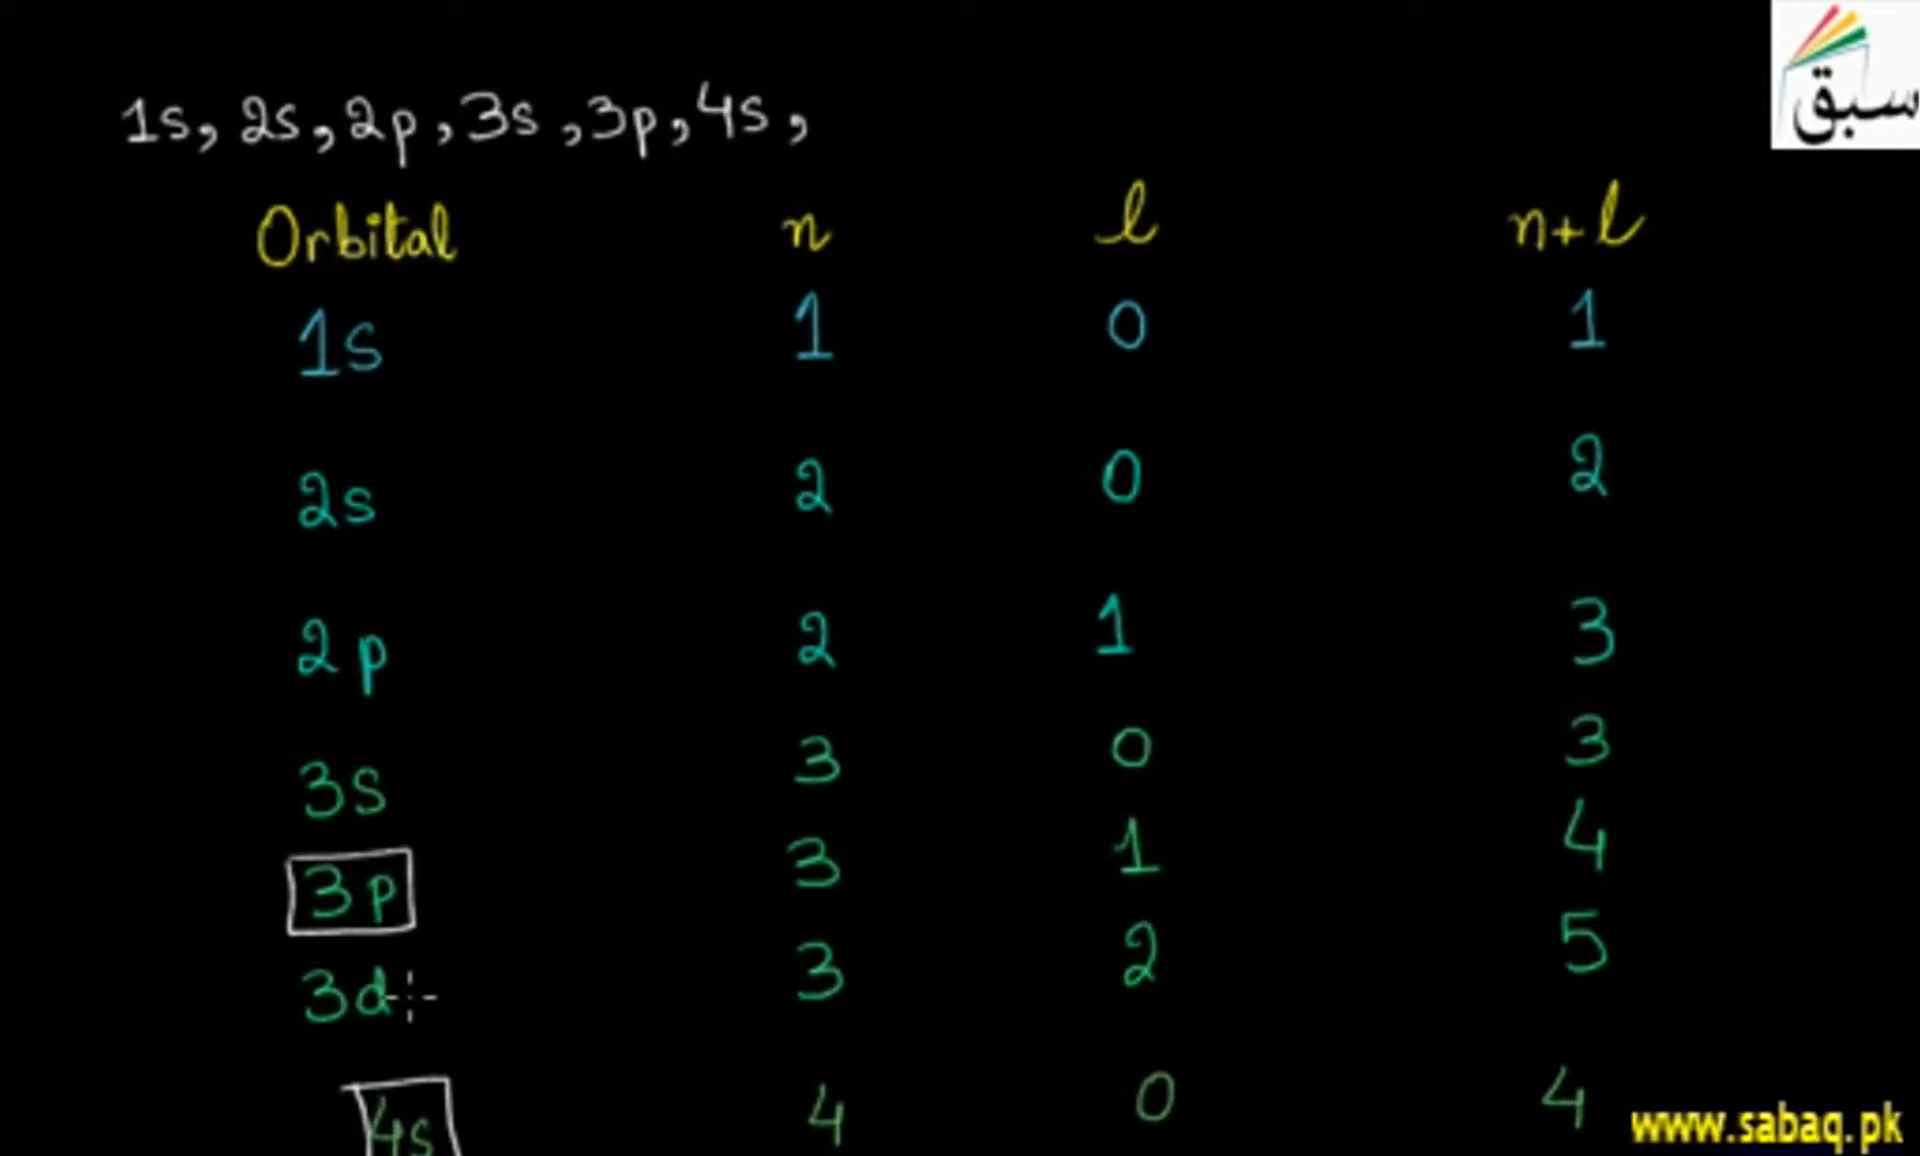 سبق
1s, 2s, 2p, 3s, 3p, 4s,
Orbital n l n+l
1s 1 0 1
2s 2 0 2
2p 2 1 3
3s 3 0 3
3p 3 1 4
3d 3 2 5
4s 4 0 4
www.sabaq.pk